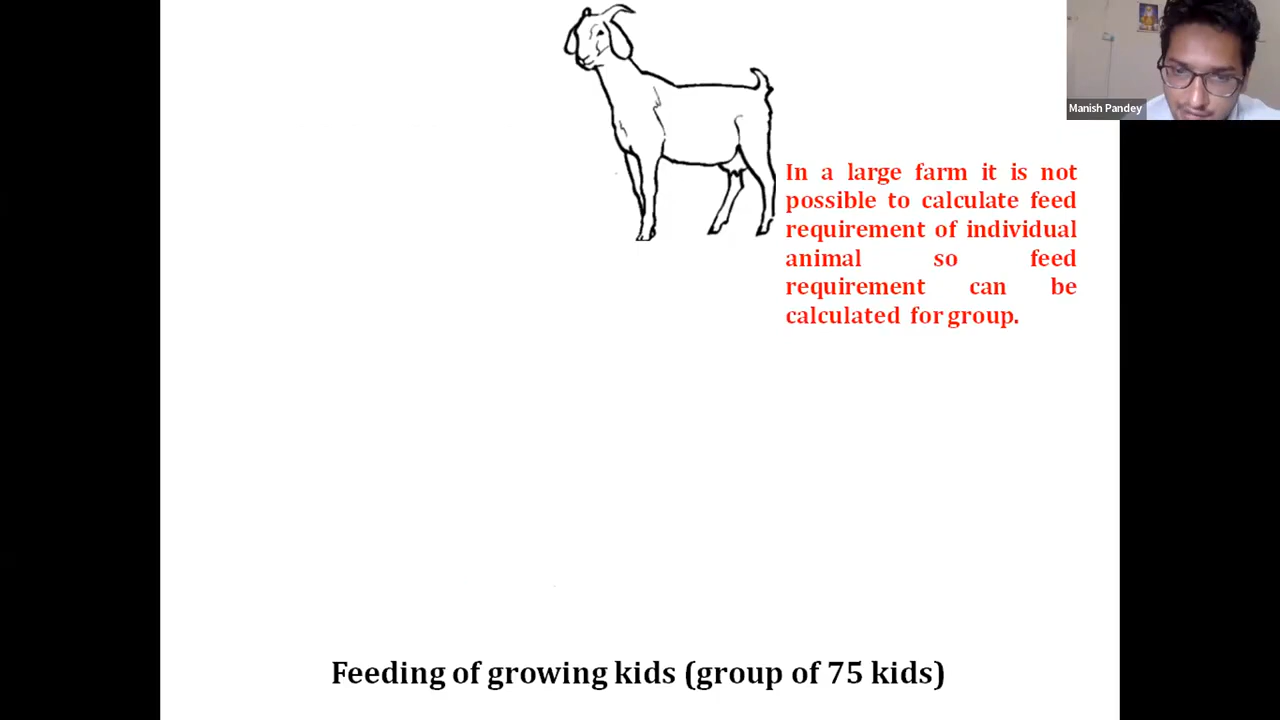 Manish Pandey
In a large farm it is not
possible to calculate feed
requirement of individual
animal so feed
requirement can be
calculated for group.
Feeding of growing kids (group of 75 kids)